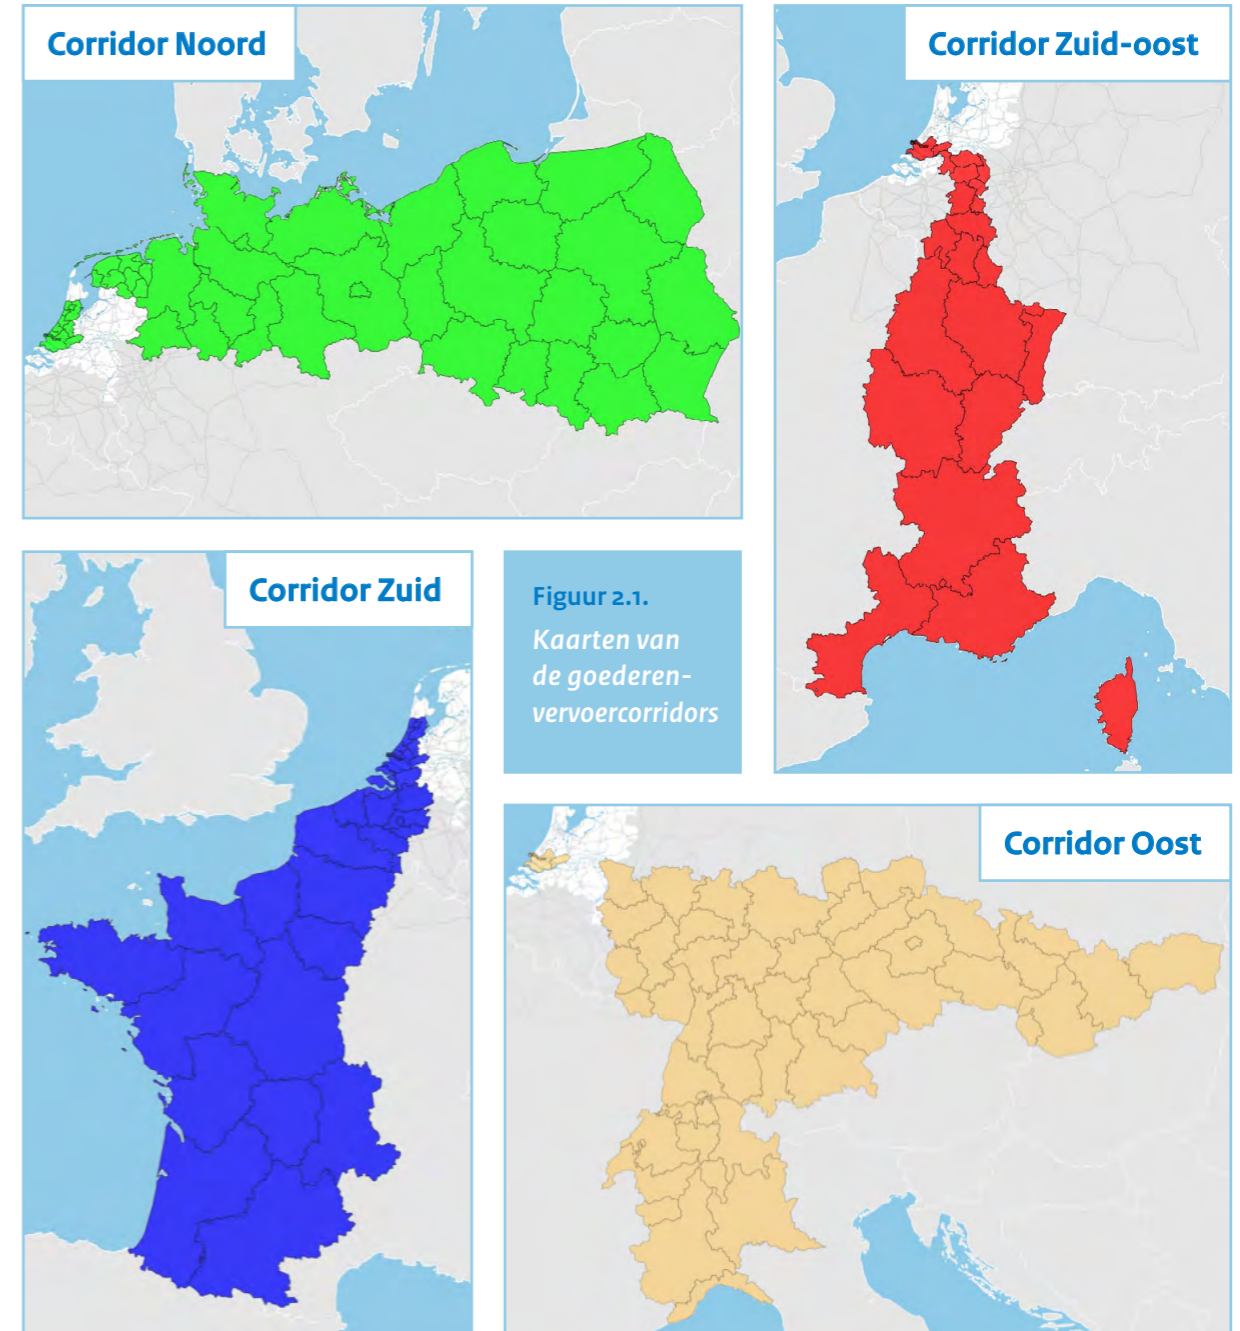 Corridor Noord
Corridor Zuid-oost
Corridor Zuid
Figuur 2.1.
Kaarten van
de goederen-
vervoercorridors
Corridor Oost